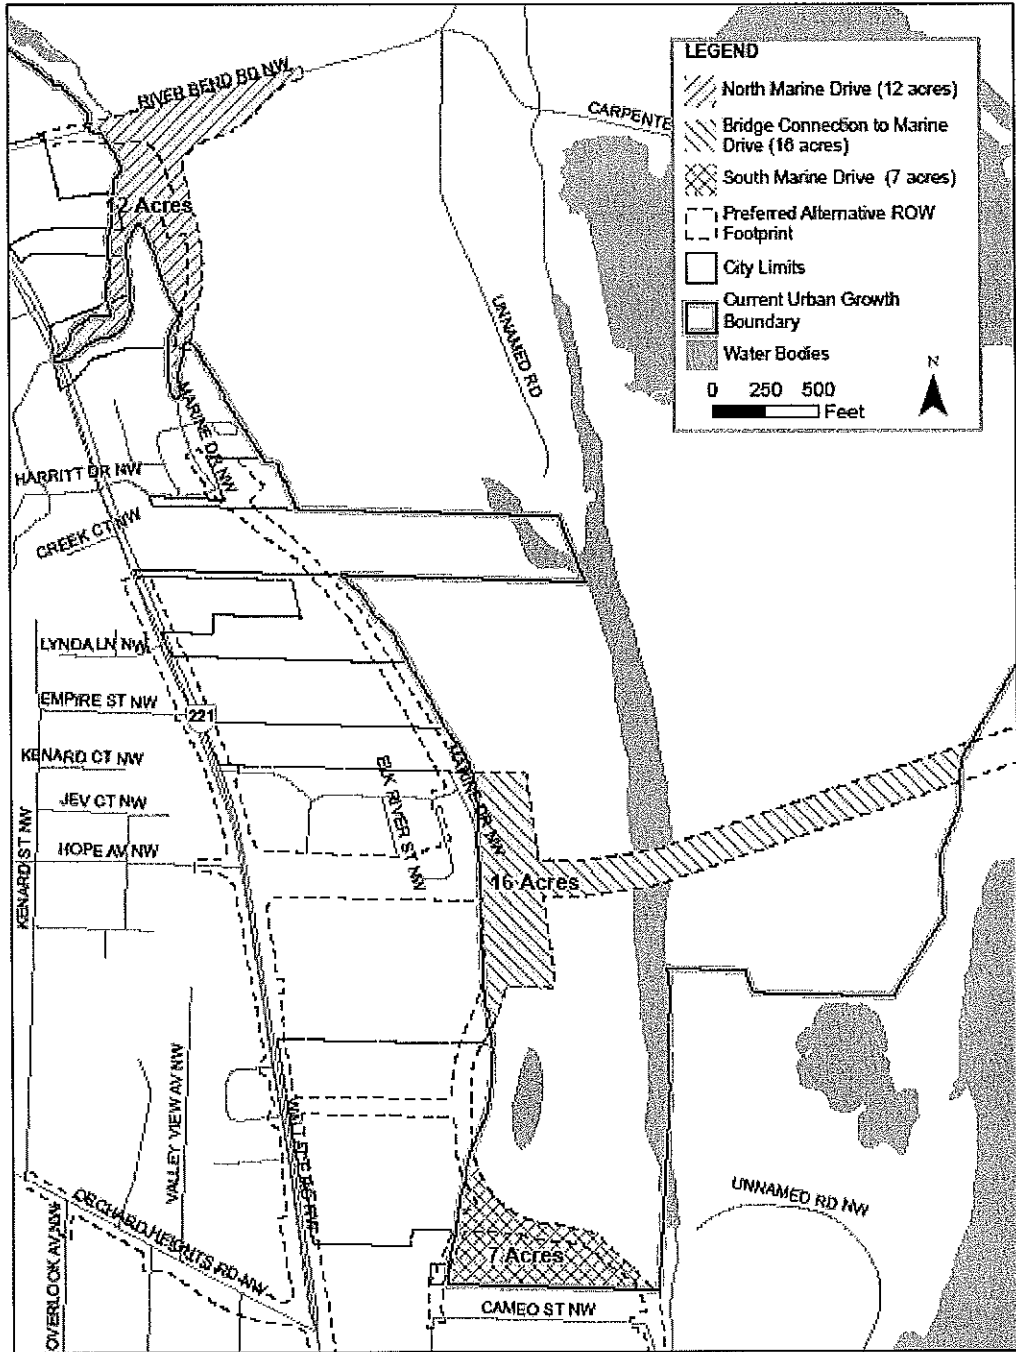 LEGEND
North Marine Drive (12 acres)
Bridge Connection to Marine
Drive (16 acres)
South Marine Drive (7 acres)
Preferred Alternative ROW
Footprint
City Limits
Current Urban Growth
Boundary
Water Bodies
0 250 500
Feet
N
RIVER BEND RD NW
CARPENTE
12 Acres
UNNAMED RD
MARINE DR NW
HARRITT DR NW
CREEK CT NW
LYNDA LN NW
EMPIRE ST NW
221
KENARD CT NW
MARINE DR NW
ELK RIVER ST NW
JEV CT NW
HOPE AV NW
KENARD ST NW
16 Acres
VALLEY VIEW AV NW
UNNAMED RD NW
ORCHARD HEIGHTS RD NW
OVERLOOK AV NW
7 Acres
CAMEO ST NW